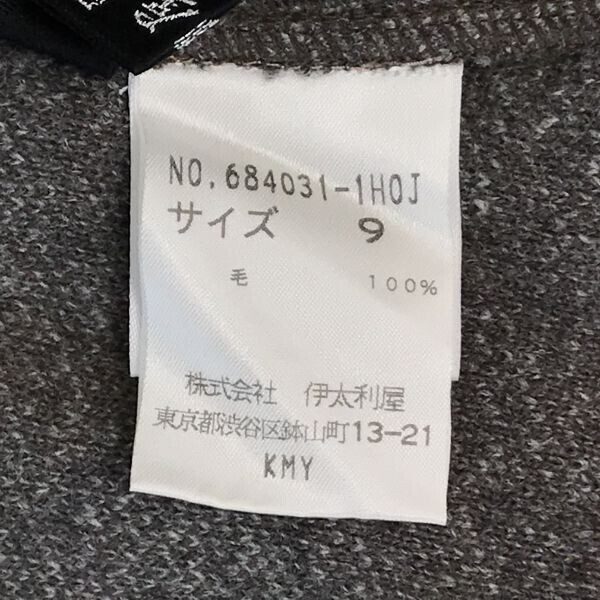 NO.684031-1H0J
サイズ 9
毛 100%
株式会社 伊太利屋
東京都渋谷区鉢山町13-21
KMY